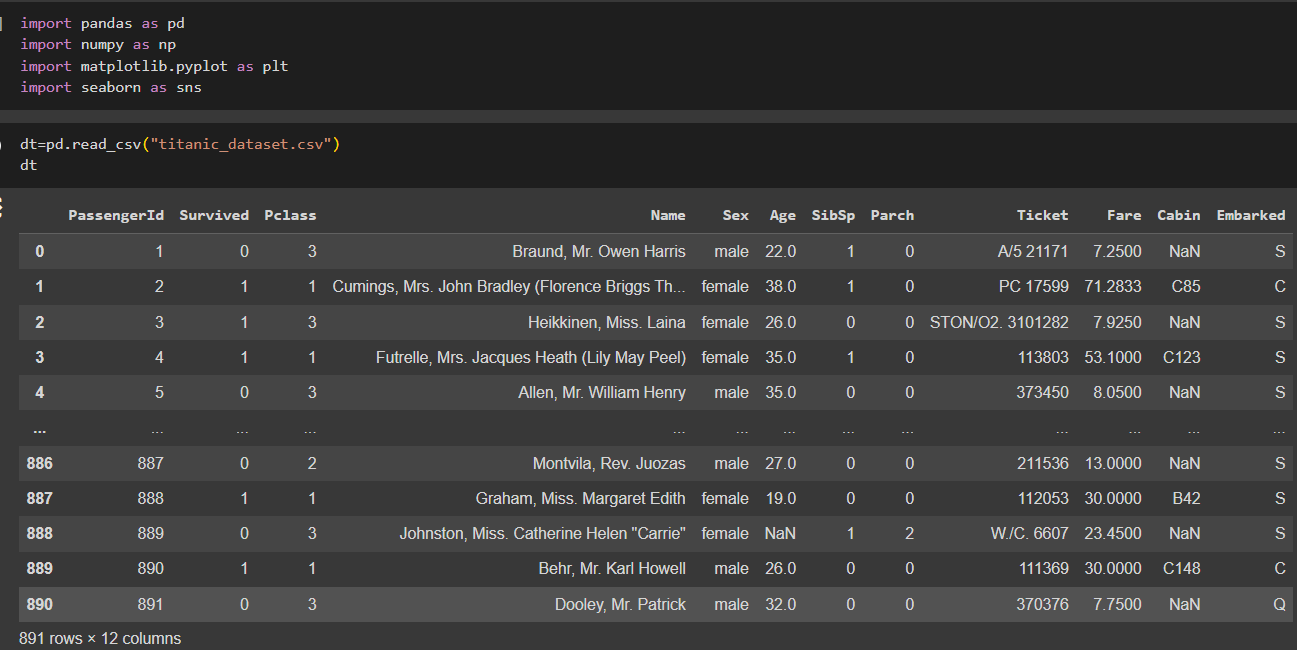 import pandas as pd
import numpy as np
import matplotlib.pyplot as plt
import seaborn as sns
dt=pd.read_csv("titanic_dataset.csv")
dt
PassengerId Survived Pclass Name Sex Age SibSp Parch Ticket Fare Cabin Embarked
0 1 0 3 Braund, Mr. Owen Harris male 22.0 1 0 A/5 21171 7.2500 NaN S
1 2 1 1 Cumings, Mrs. John Bradley (Florence Briggs Th... female 38.0 1 0 PC 17599 71.2833 C85 C
2 3 1 3 Heikkinen, Miss. Laina female 26.0 0 0 STON/O2. 3101282 7.9250 NaN S
3 4 1 1 Futrelle, Mrs. Jacques Heath (Lily May Peel) female 35.0 1 0 113803 53.1000 C123 S
4 5 0 3 Allen, Mr. William Henry male 35.0 0 0 373450 8.0500 NaN S
... ... ... ... ... ... ... ... ... ... ... ... ...
886 887 0 2 Montvila, Rev. Juozas male 27.0 0 0 211536 13.0000 NaN S
887 888 1 1 Graham, Miss. Margaret Edith female 19.0 0 0 112053 30.0000 B42 S
888 889 0 3 Johnston, Miss. Catherine Helen "Carrie" female NaN 1 2 W./C. 6607 23.4500 NaN S
889 890 1 1 Behr, Mr. Karl Howell male 26.0 0 0 111369 30.0000 C148 C
890 891 0 3 Dooley, Mr. Patrick male 32.0 0 0 370376 7.7500 NaN Q
891 rows × 12 columns